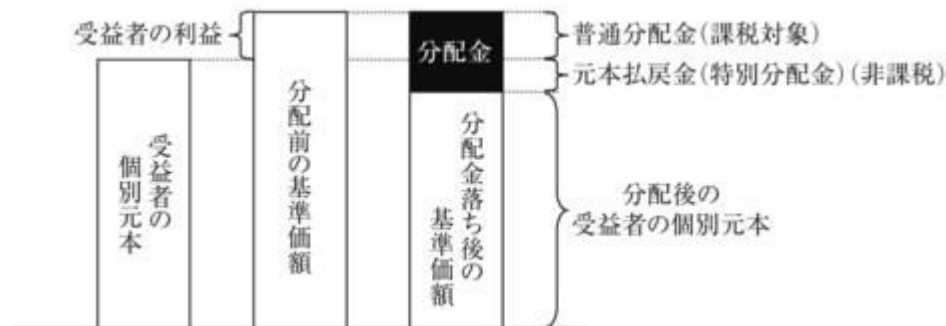 受益者の利益
分配金
普通分配金(課税対象)
元本払戻金(特別分配金)(非課税)
受益者の
個別元本
分配前の基準価額
分配金落ち後の
基準価額
分配後の
受益者の個別元本